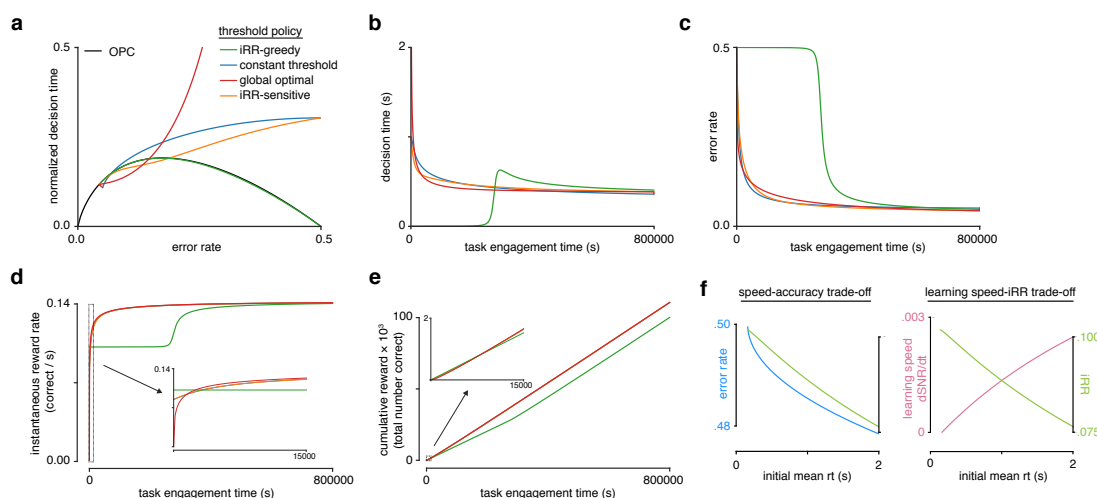 a
0.5
normalized decision time
0.0
0.0
error rate
0.5
OPC
threshold policy
iRR-greedy
constant threshold
global optimal
iRR-sensitive
b
2
decision time (s)
0
0
task engagement time (s)
800000
c
0.5
error rate
0.0
0
task engagement time (s)
800000
d
0.14
instantaneous reward rate
(correct / s)
0.00
0
task engagement time (s)
800000
0.14
15000
e
100
cumulative reward × 10³
(total number correct)
0
0
task engagement time (s)
800000
2
15000
f
speed-accuracy trade-off
.50
error rate
.48
0
initial mean rt (s)
2
learning speed-iRR trade-off
.003
learning speed
dSNR/dt
0
.100
iRR
.075
0
initial mean rt (s)
2